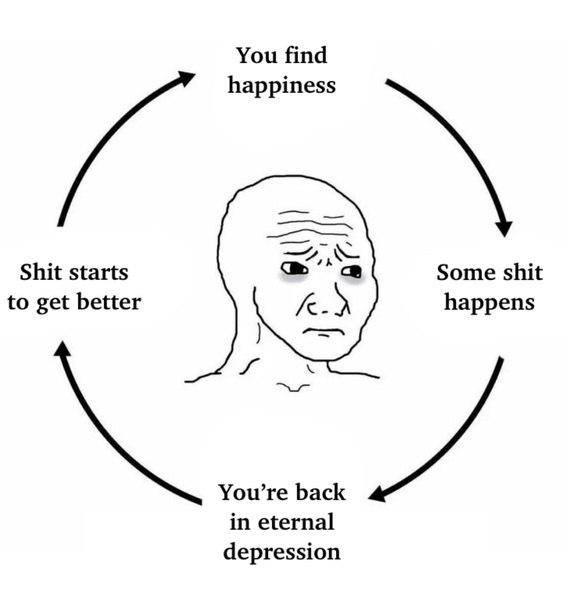 You find
happiness
Some shit
happens
You’re back
in eternal
depression
Shit starts
to get better